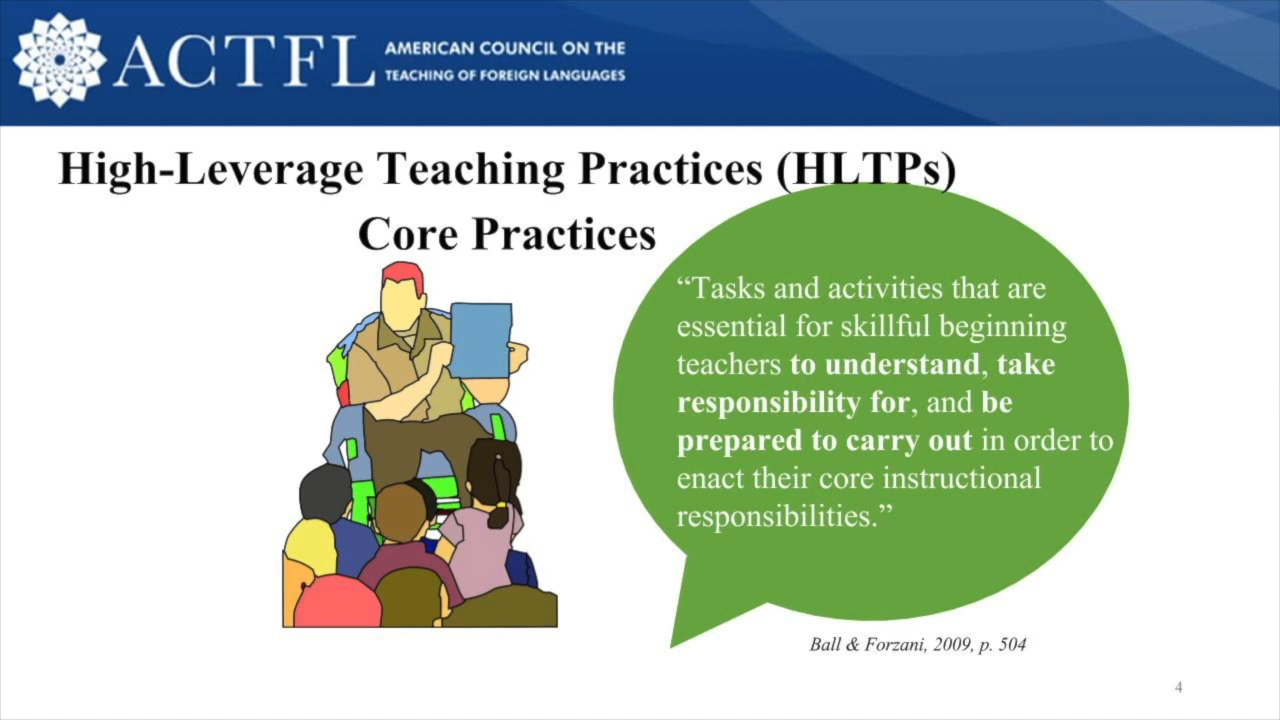 ACTFL
AMERICAN COUNCIL ON THE
TEACHING OF FOREIGN LANGUAGES
High-Leverage Teaching Practices (HLTPs)
Core Practices
“Tasks and activities that are
essential for skillful beginning
teachers to understand, take
responsibility for, and be
prepared to carry out in order to
enact their core instructional
responsibilities.”
Ball & Forzani, 2009, p. 504
4